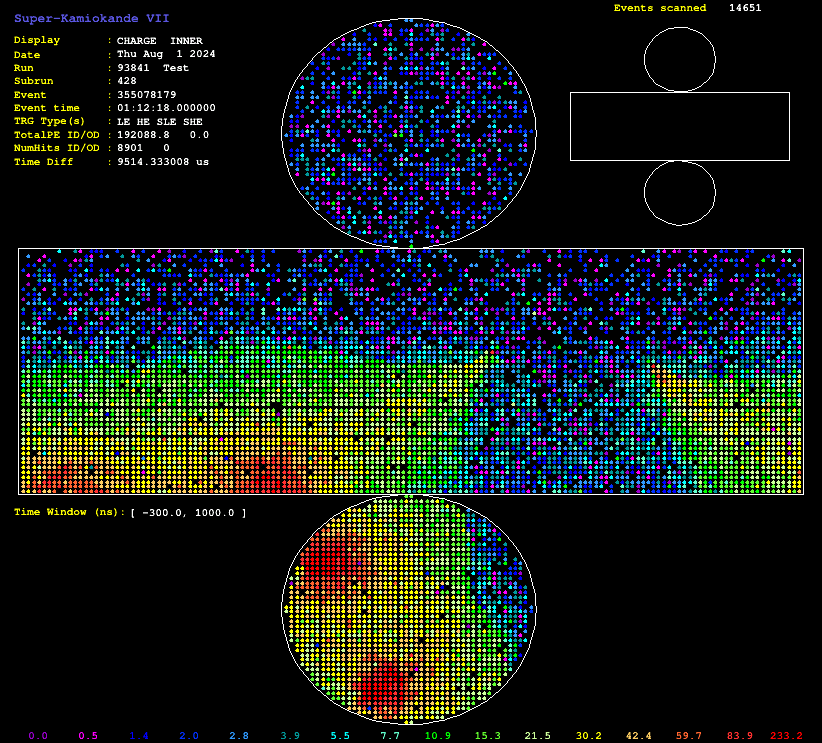 Super-Kamiokande VII
Events scanned 14651
Display : CHARGE INNER
Date : Thu Aug 1 2024
Run : 93841 Test
Subrun : 428
Event : 355078179
Event time : 01:12:18.000000
TRG Type(s) : LE HE SLE SHE
TotalPE ID/OD : 192088.8 0.0
NumHits ID/OD : 8901 0
Time Diff : 9514.333008 us
Time Window (ns): [ -300.0, 1000.0 ]
0.0 0.5 1.4 2.0 2.8 3.9 5.5 7.7 10.9 15.3 21.5 30.2 42.4 59.7 83.9 233.2